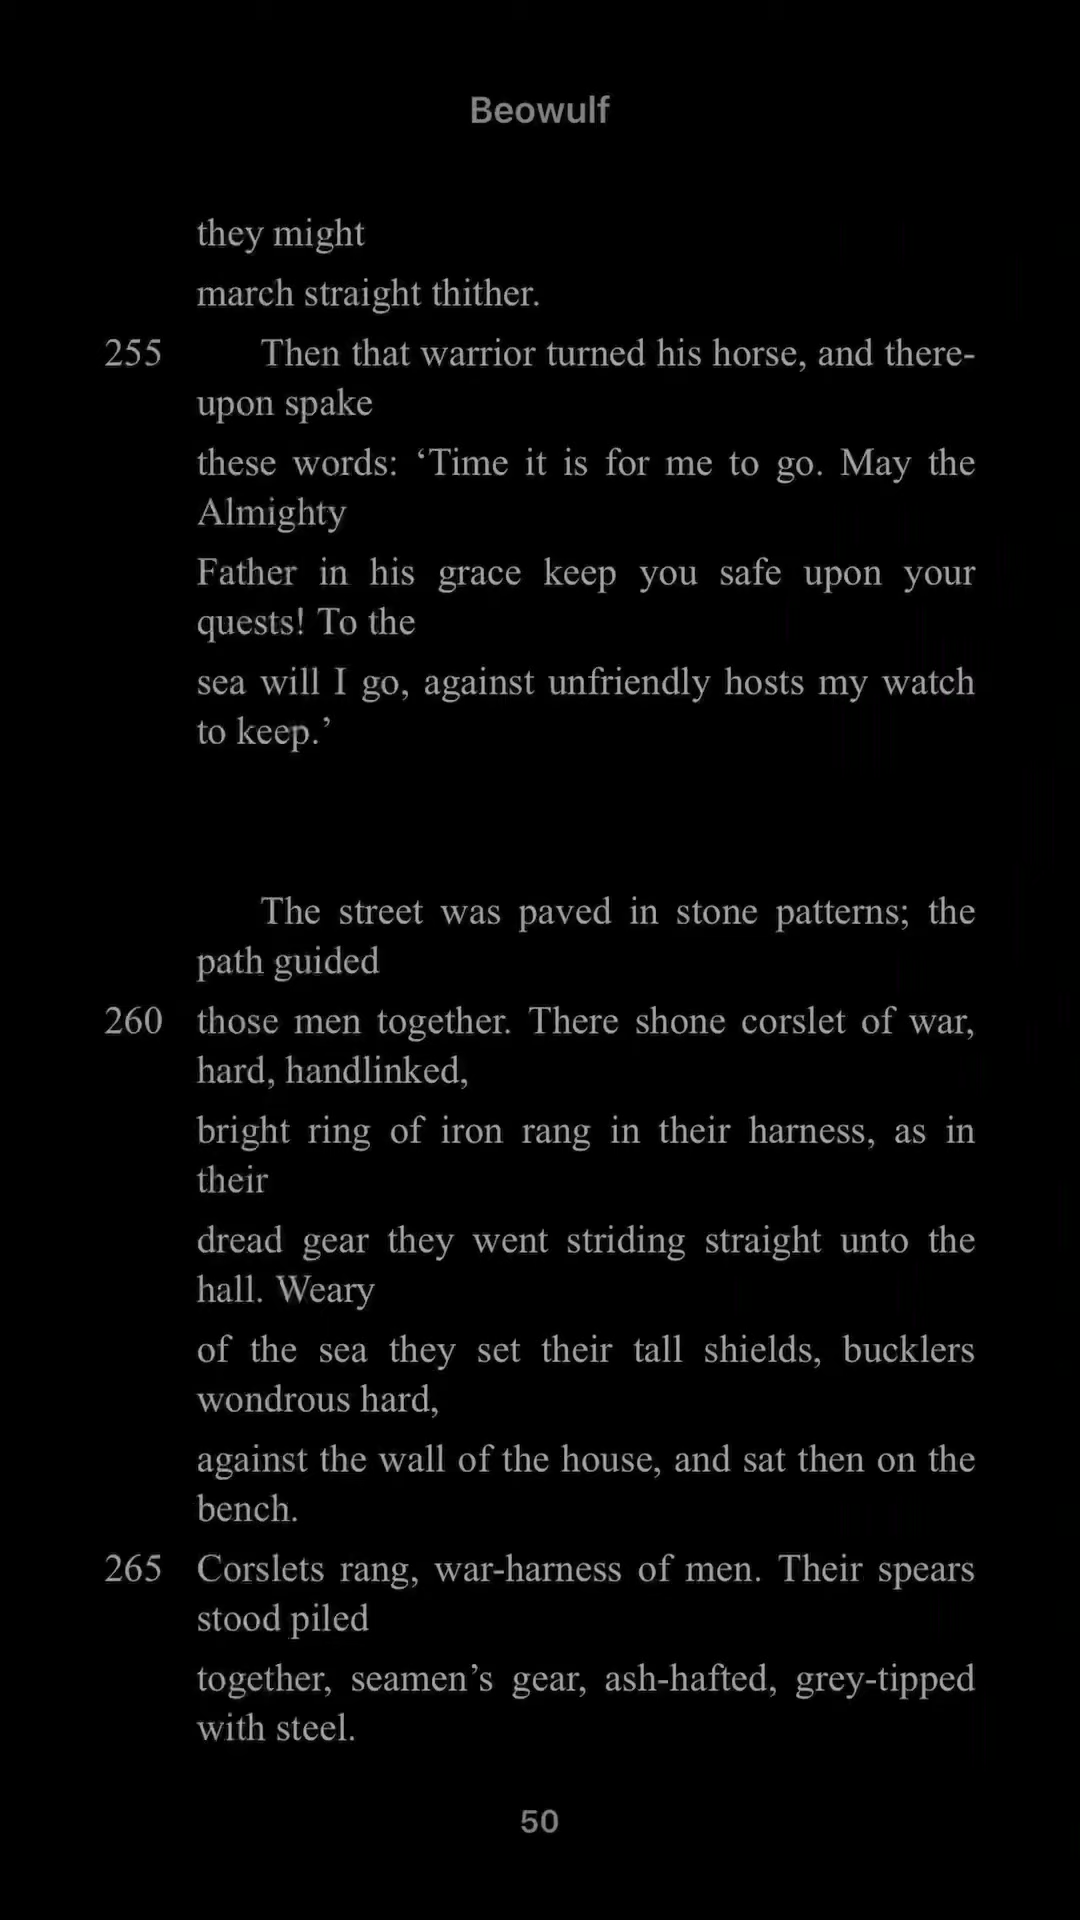 Beowulf
they might
march straight thither.
255 Then that warrior turned his horse, and there-
upon spake
these words: ‘Time it is for me to go. May the
Almighty
Father in his grace keep you safe upon your
quests! To the
sea will I go, against unfriendly hosts my watch
to keep.’
The street was paved in stone patterns; the
path guided
260 those men together. There shone corslet of war,
hard, handlinked,
bright ring of iron rang in their harness, as in
their
dread gear they went striding straight unto the
hall. Weary
of the sea they set their tall shields, bucklers
wondrous hard,
against the wall of the house, and sat then on the
bench.
265 Corslets rang, war-harness of men. Their spears
stood piled
together, seamen’s gear, ash-hafted, grey-tipped
with steel.
50